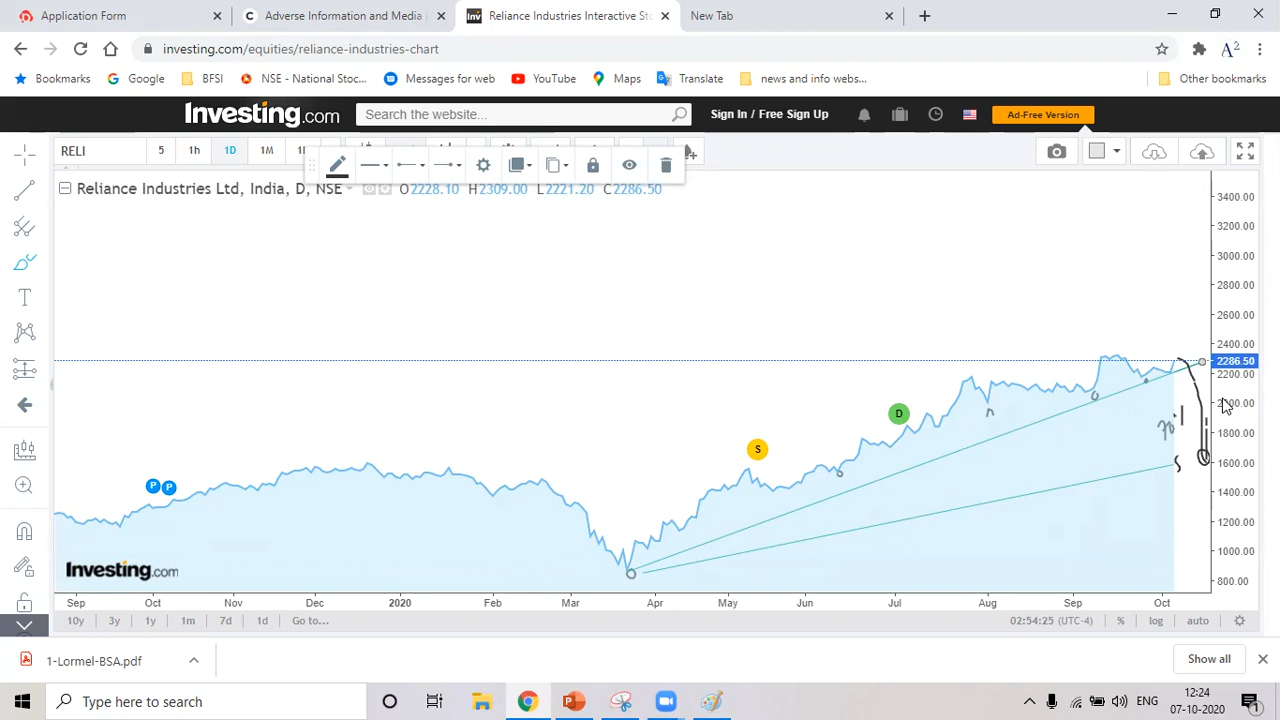 Application Form
Adverse Information and Media
Reliance Industries Interactive Sto
New Tab
investing.com/equities/reliance-industries-chart
Bookmarks
Google
BFSI
NSE - National Stoc...
Messages for web
YouTube
Maps
Translate
news and info webs...
Other bookmarks
Investing.com
Search the website...
Sign In / Free Sign Up
Ad-Free Version
RELI
5
1h
1D
1M
Reliance Industries Ltd, India, D, NSE
O2228.10
H2309.00
L2221.20
C2286.50
3400.00
3200.00
3000.00
2800.00
2600.00
2400.00
2286.50
2200.00
2000.00
1800.00
1600.00
1400.00
1200.00
1000.00
800.00
D
S
P P
Investing.com
Sep
Oct
Nov
Dec
2020
Feb
Mar
Apr
May
Jun
Jul
Aug
Sep
Oct
10y
3y
1y
1m
7d
1d
Go to...
02:54:25 (UTC-4)
%
log
auto
1-Lormel-BSA.pdf
Show all
Type here to search
12:24
07-10-2020